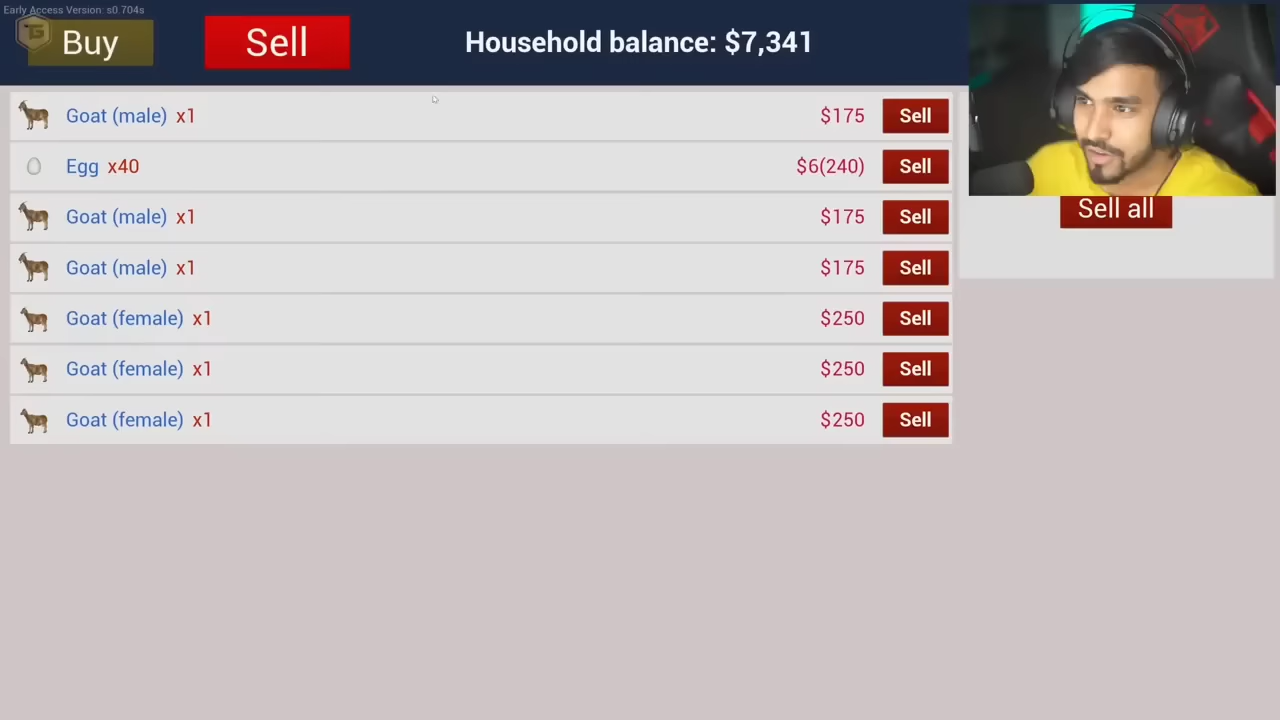 Early Access Version: s0.704s
Buy
Sell
Household balance: $7,341
Goat (male) x1 $175 Sell
Egg x40 $6(240) Sell
Goat (male) x1 $175 Sell
Goat (male) x1 $175 Sell
Goat (female) x1 $250 Sell
Goat (female) x1 $250 Sell
Goat (female) x1 $250 Sell
Sell all